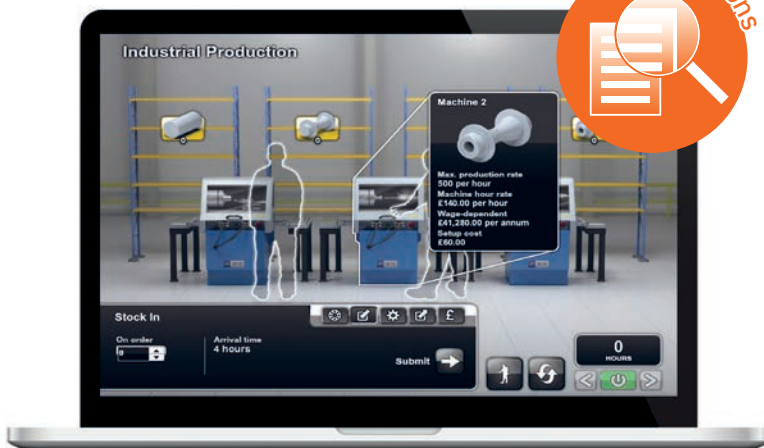 Industrial Production
Machine 2
Max. production rate
500 per hour
Machine hour rate
£140.00 per hour
Wage-dependent
£41,280.00 per annum
Setup cost
£60.00
Stock In
On order
Arrival time
4 hours
Submit
£
0
HOURS